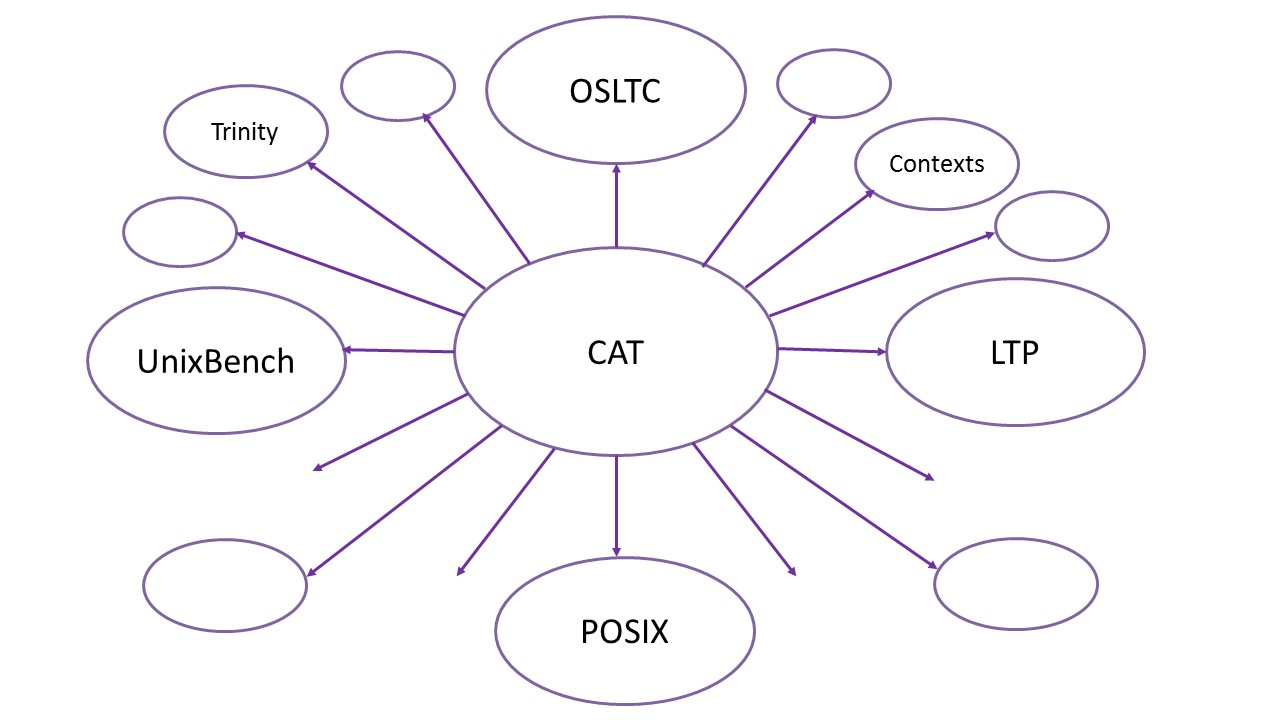 OSLTC
Trinity
Contexts
UnixBench
CAT
LTP
POSIX